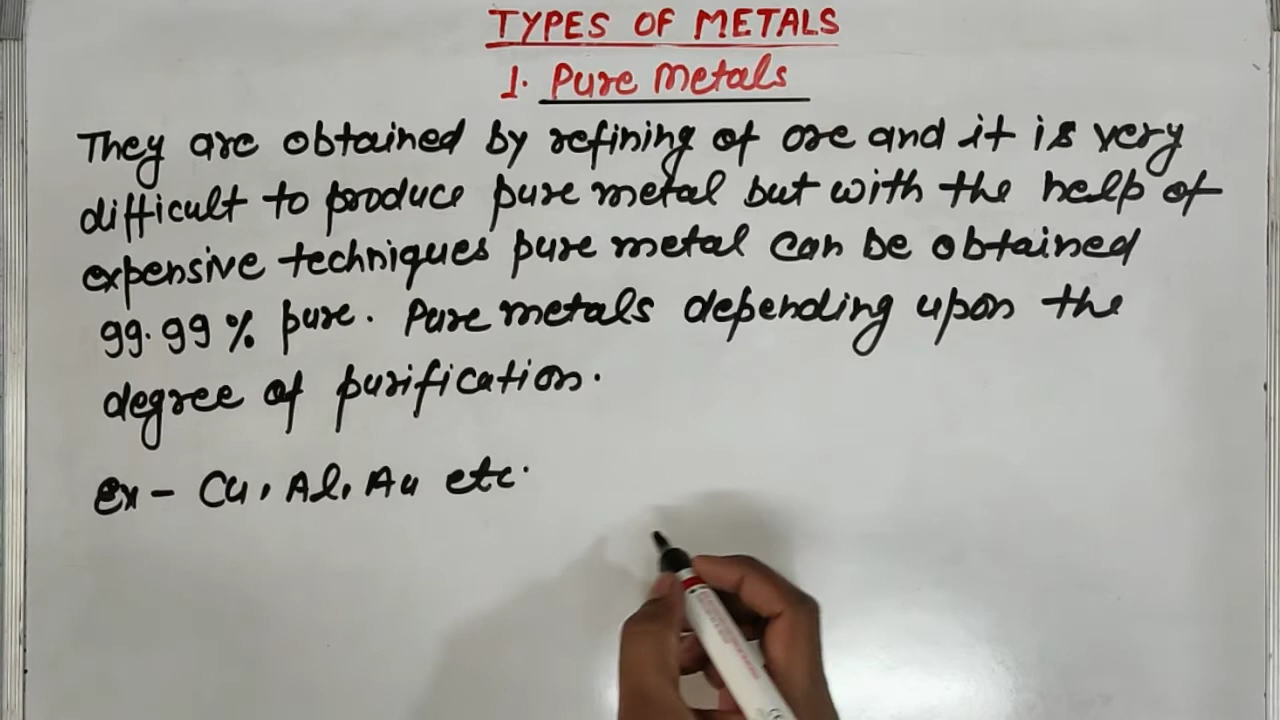 TYPES OF METALS
1. Pure Metals
They are obtained by refining of ore and it is very
difficult to produce pure metal but with the help of
expensive techniques pure metal can be obtained
99.99% pure. Pure metals depending upon the
degree of purification.
Ex - Cu, Al, Au etc.